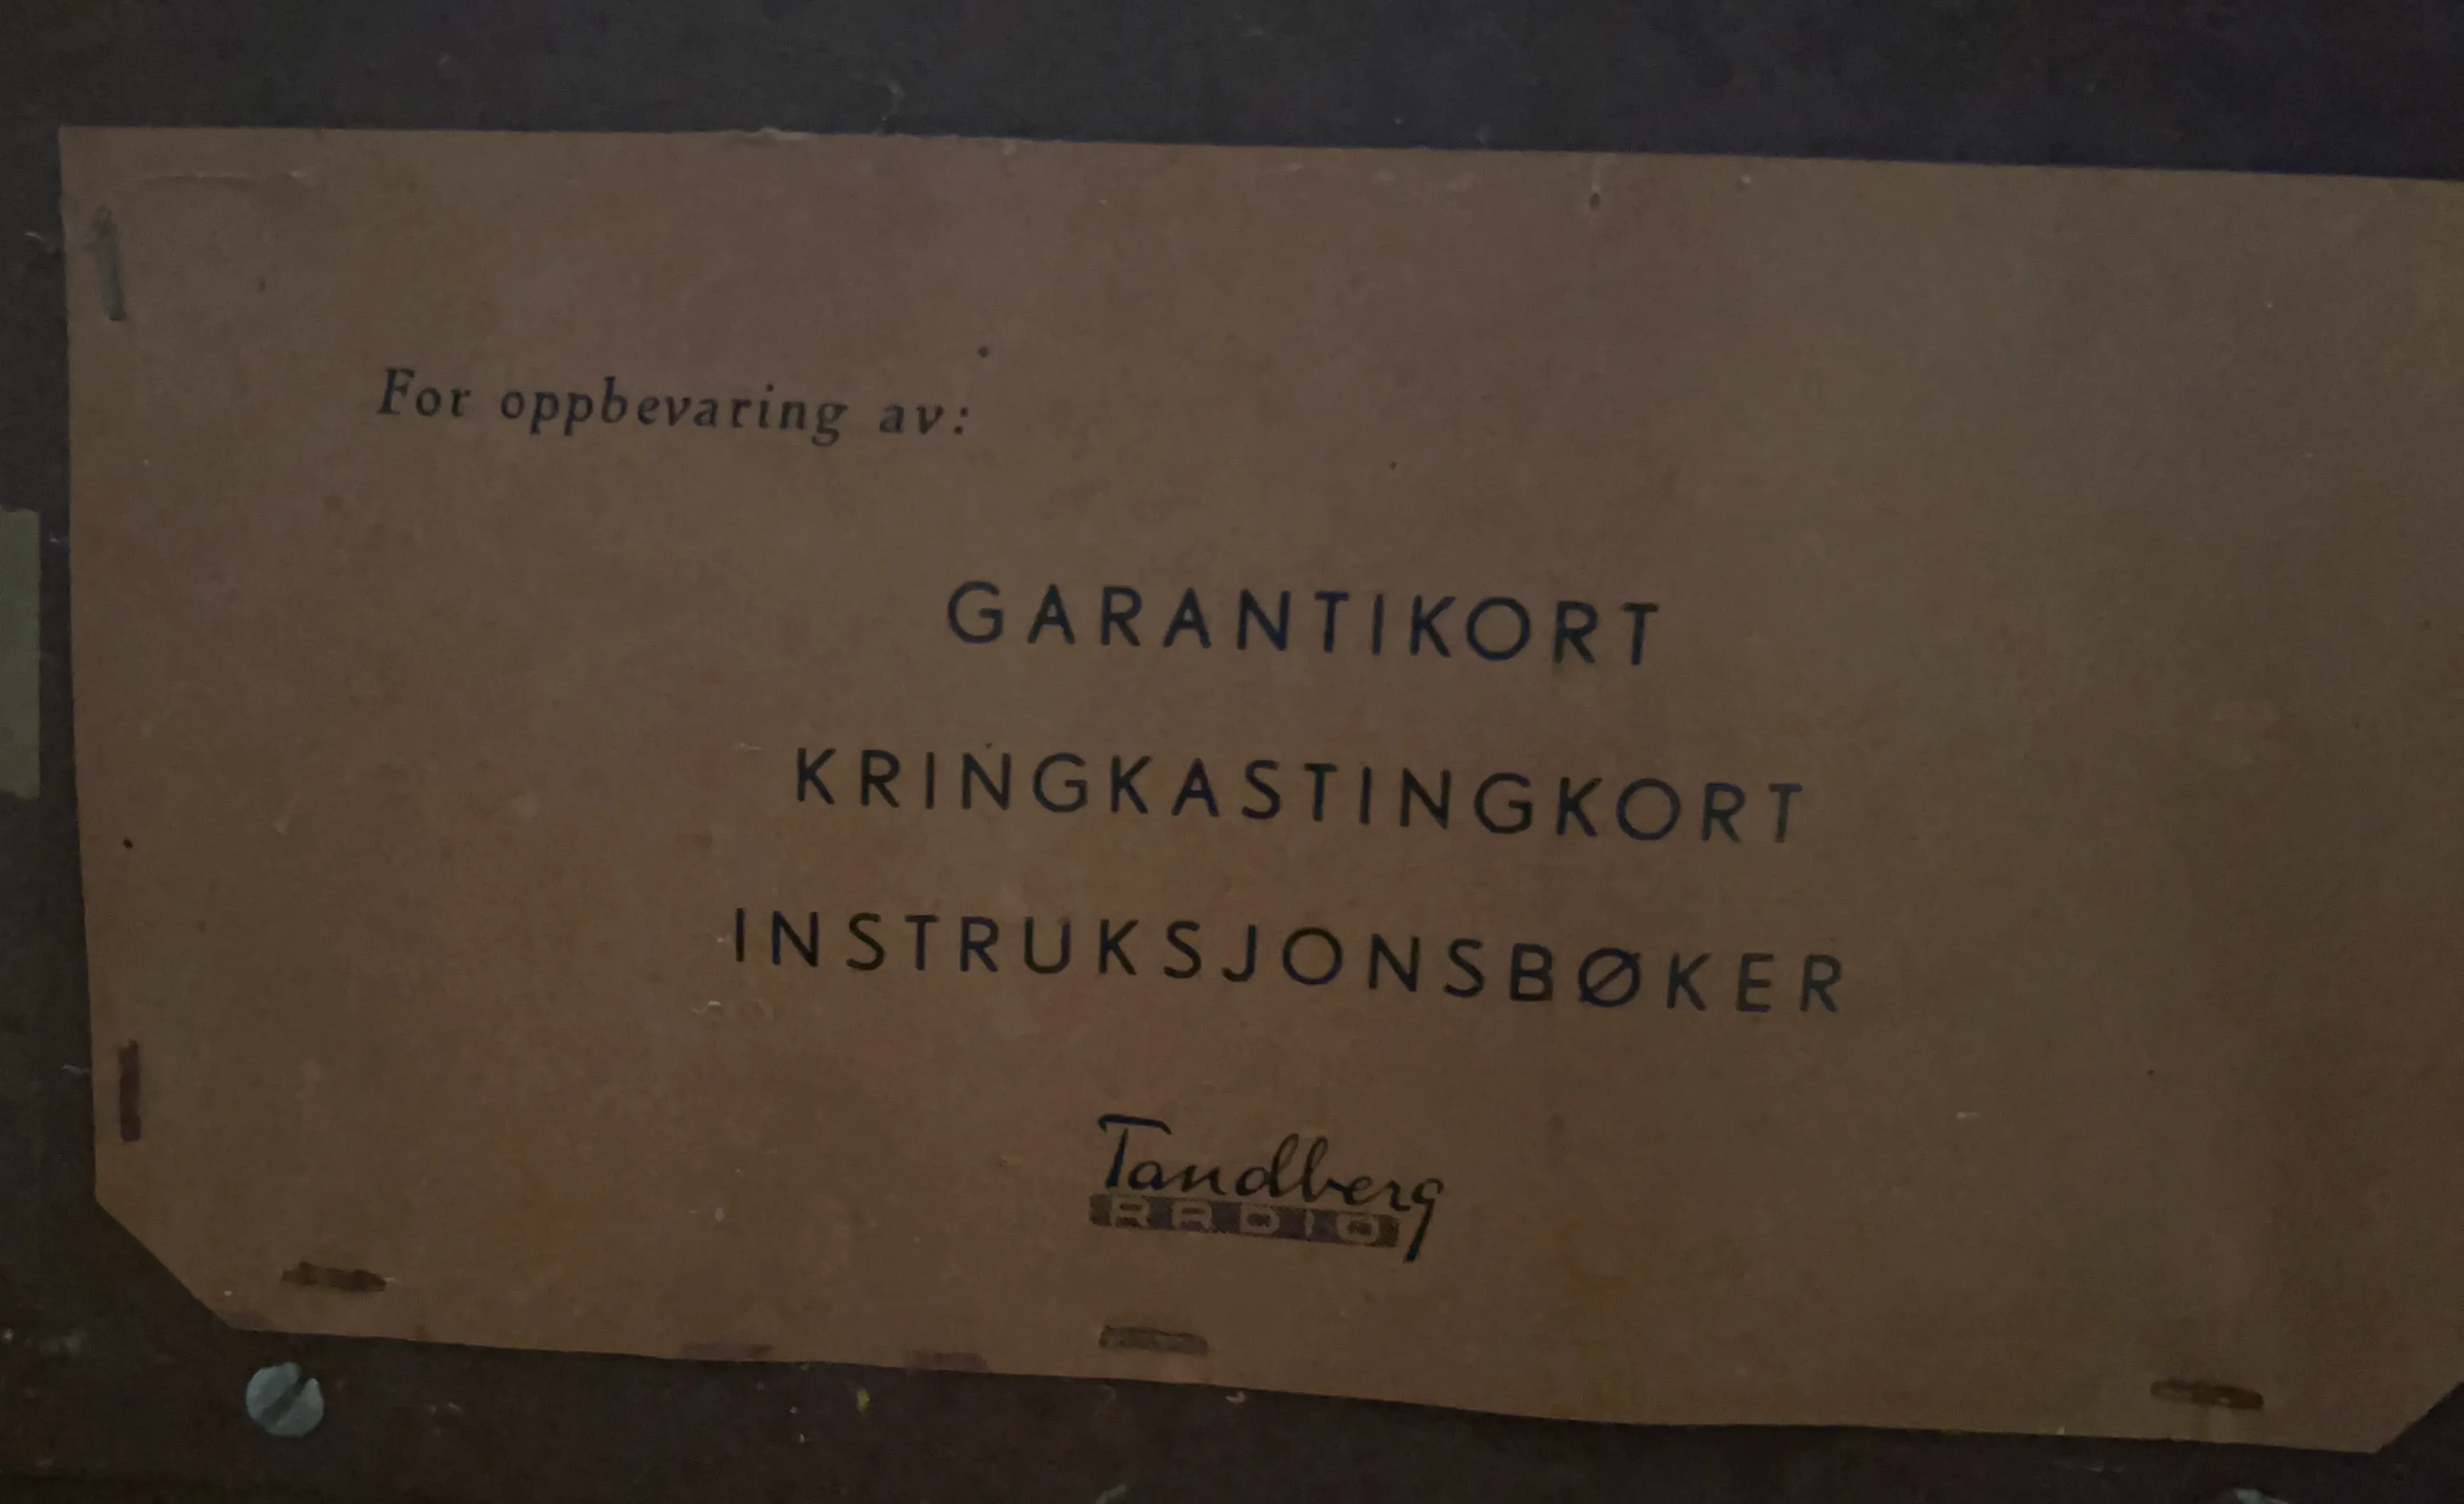 For oppbevaring av:
GARANTIKORT
KRINGKASTINGKORT
INSTRUKSJONSBØKER
Tandberg
RADIO